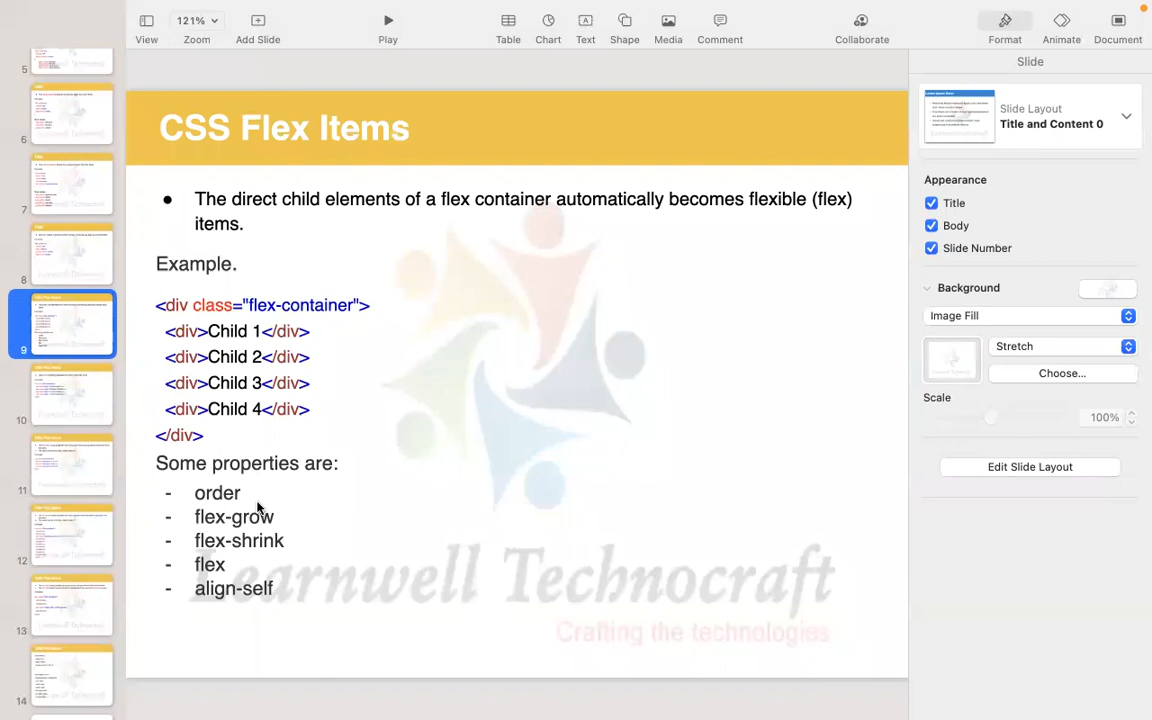 121%
View
Zoom
Add Slide
Play
Table
Chart
Text
Shape
Media
Comment
Collaborate
Format
Animate
Document
Slide
Slide Layout
Title and Content 0
Appearance
Title
Body
Slide Number
Background
Image Fill
Stretch
Choose...
Scale
100%
Edit Slide Layout
5
6
7
8
9
10
11
12
13
14
CSS Flex Items
● The direct child elements of a flex container automatically becomes flexible (flex)
items.
Example.
<div class="flex-container">
<div>Child 1</div>
<div>Child 2</div>
<div>Child 3</div>
<div>Child 4</div>
</div>
Some properties are:
- order
- flex-grow
- flex-shrink
- flex
- align-self
Learnwell Technocraft
Crafting the technologies